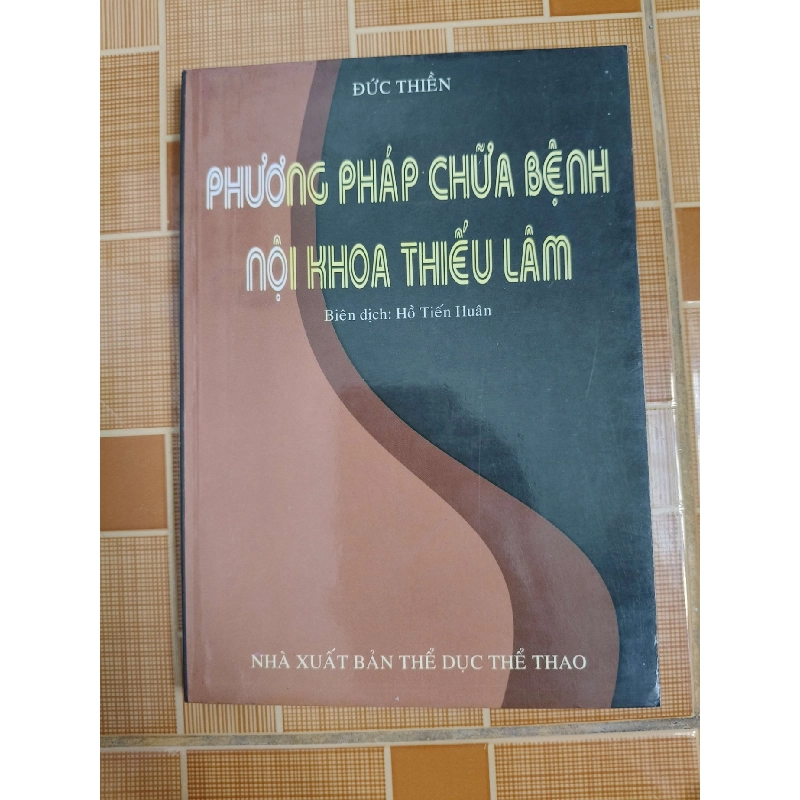 ĐỨC THIỀN
PHƯƠNG PHÁP CHỮA BỆNH
NỘI KHOA THIẾU LÂM
Biên dịch: Hồ Tiến Huân
NHÀ XUẤT BẢN THỂ DỤC THỂ THAO